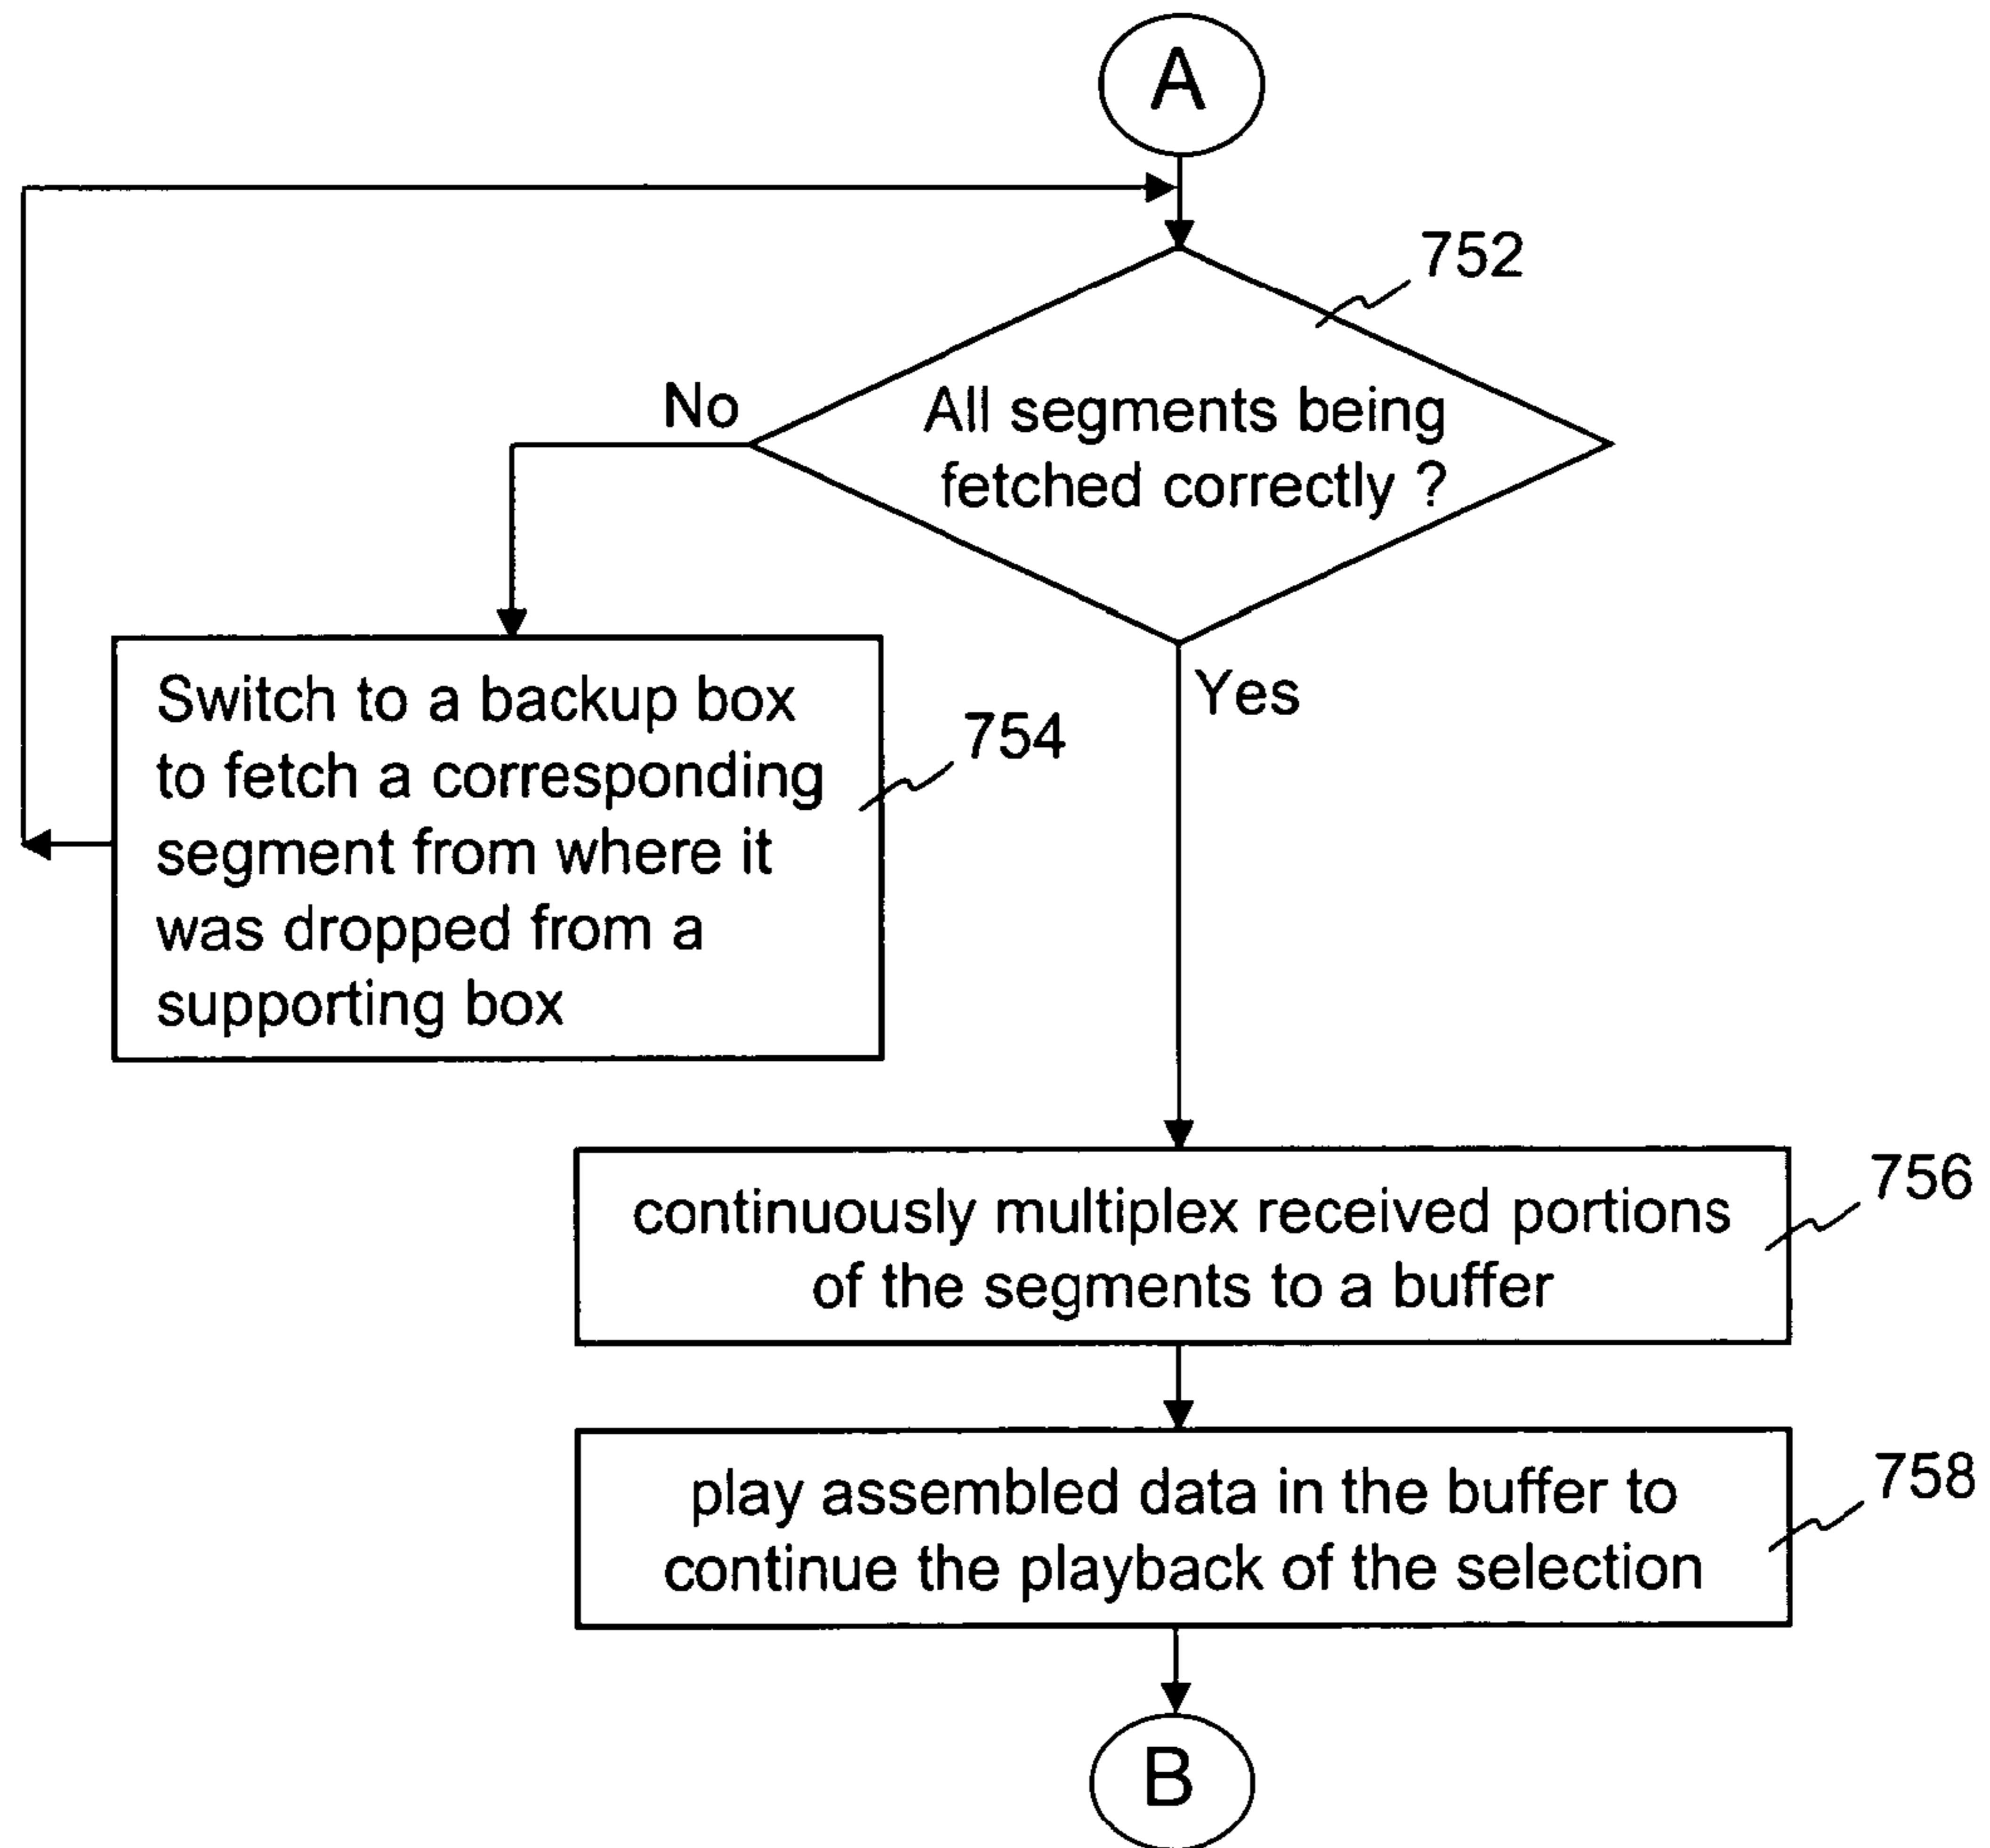 A
752
All segments being
fetched correctly ?
No
Yes
Switch to a backup box
to fetch a corresponding
segment from where it
was dropped from a
supporting box
754
continuously multiplex received portions
of the segments to a buffer
756
play assembled data in the buffer to
continue the playback of the selection
758
B